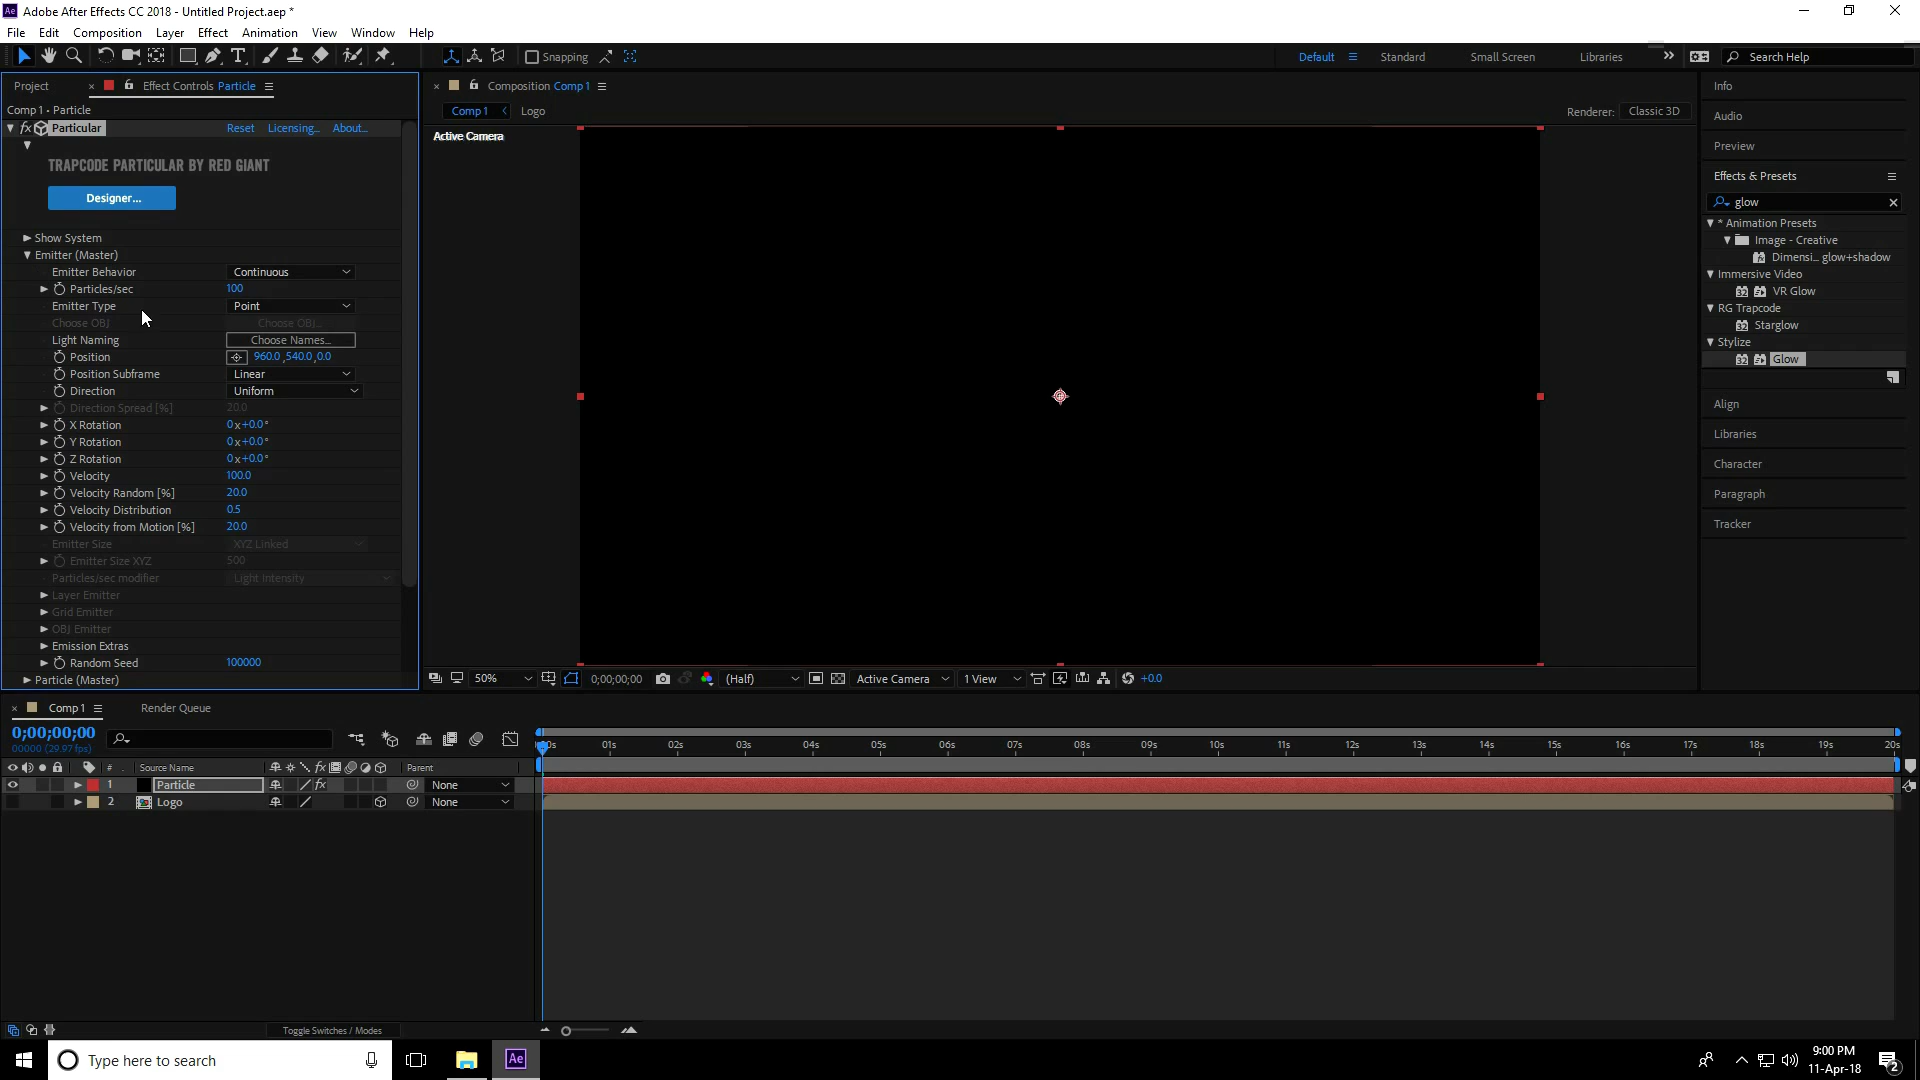 Adobe After Effects CC 2018 - Untitled Project.aep *
File Edit Composition Layer Effect Animation View Window Help
Snapping Default Standard Small Screen Libraries Search Help
Project Effect Controls Particle
Comp 1 • Particle
Particular Reset Licensing... About...
TRAPCODE PARTICULAR BY RED GIANT
Designer...
Show System
Emitter (Master)
Emitter Behavior Continuous
Particles/sec 100
Emitter Type Point
Choose OBJ Choose OBJ...
Light Naming Choose Names...
Position 960.0 ,540.0 ,0.0
Position Subframe Linear
Direction Uniform
Direction Spread [%] 20.0
X Rotation 0 x +0.0 °
Y Rotation 0 x +0.0 °
Z Rotation 0 x +0.0 °
Velocity 100.0
Velocity Random [%] 20.0
Velocity Distribution 0.5
Velocity from Motion [%] 20.0
Emitter Size XYZ Linked
Emitter Size XYZ 500
Particles/sec modifier Light Intensity
Layer Emitter
Grid Emitter
OBJ Emitter
Emission Extras
Random Seed 100000
Particle (Master)
Composition Comp 1
Comp 1 Logo
Renderer: Classic 3D
Active Camera
50% 0;00;00;00 (Half) Active Camera 1 View +0.0
Info
Audio
Preview
Effects & Presets
glow
* Animation Presets
Image - Creative
Dimensi... glow+shadow
Immersive Video
VR Glow
RG Trapcode
Starglow
Stylize
Glow
Align
Libraries
Character
Paragraph
Tracker
Comp 1 Render Queue
0;00;00;00
00000 (29.97 fps)
# Source Name fx Parent
1 Particle fx None
2 Logo None
01s 02s 03s 04s 05s 06s 07s 08s 09s 10s 11s 12s 13s 14s 15s 16s 17s 18s 19s 20s
Toggle Switches / Modes
Type here to search
Ae
9:00 PM
11-Apr-18
2